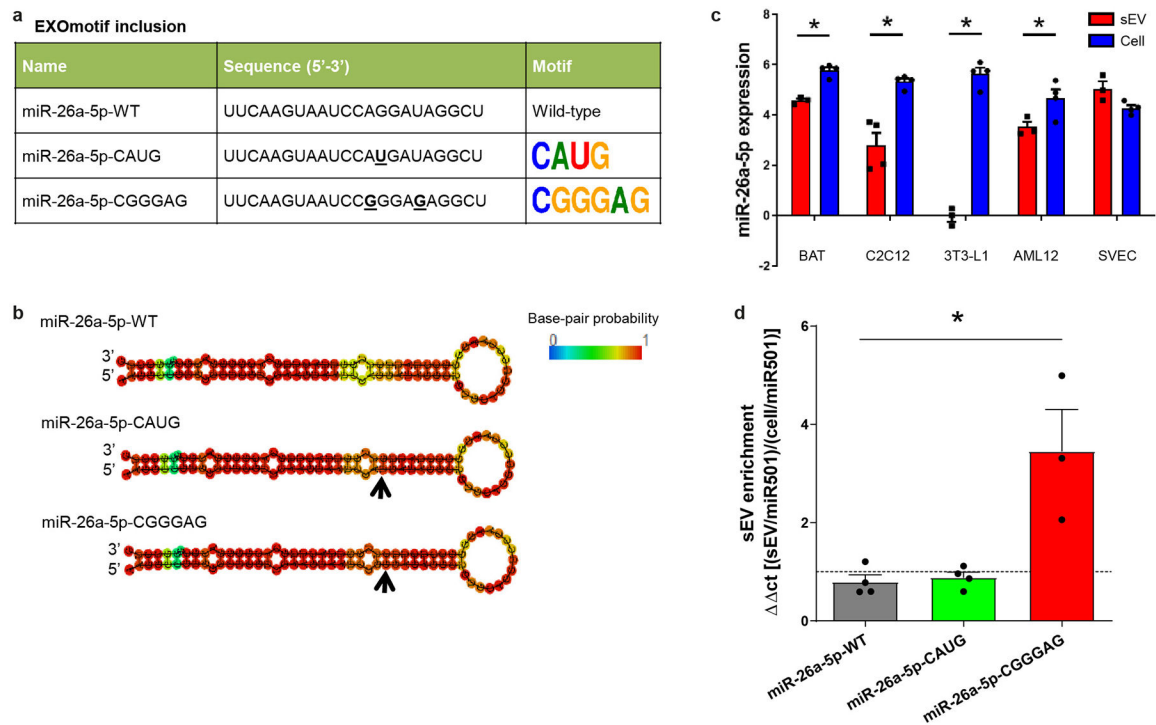 a
EXOmotif inclusion
Name Sequence (5’-3’) Motif
miR-26a-5p-WT UUCAAGUAAUCCAGGAUAGGCU Wild-type
miR-26a-5p-CAUG UUCAAGUAAUCCAUGAUAGGCU CAUG
miR-26a-5p-CGGGAG UUCAAGUAAUCCGGGAGAGGCU CGGGAG
b
miR-26a-5p-WT
Base-pair probability
0 1
3’
5’
miR-26a-5p-CAUG
3’
5’
miR-26a-5p-CGGGAG
3’
5’
c
miR-26a-5p expression
8
6
4
2
0
-2
* * * *
sEV
Cell
BAT C2C12 3T3-L1 AML12 SVEC
d
sEV enrichment
ΔΔct [(sEV/miR501)/(cell/miR501)]
6
4
2
0
*
miR-26a-5p-WT
miR-26a-5p-CAUG
miR-26a-5p-CGGGAG